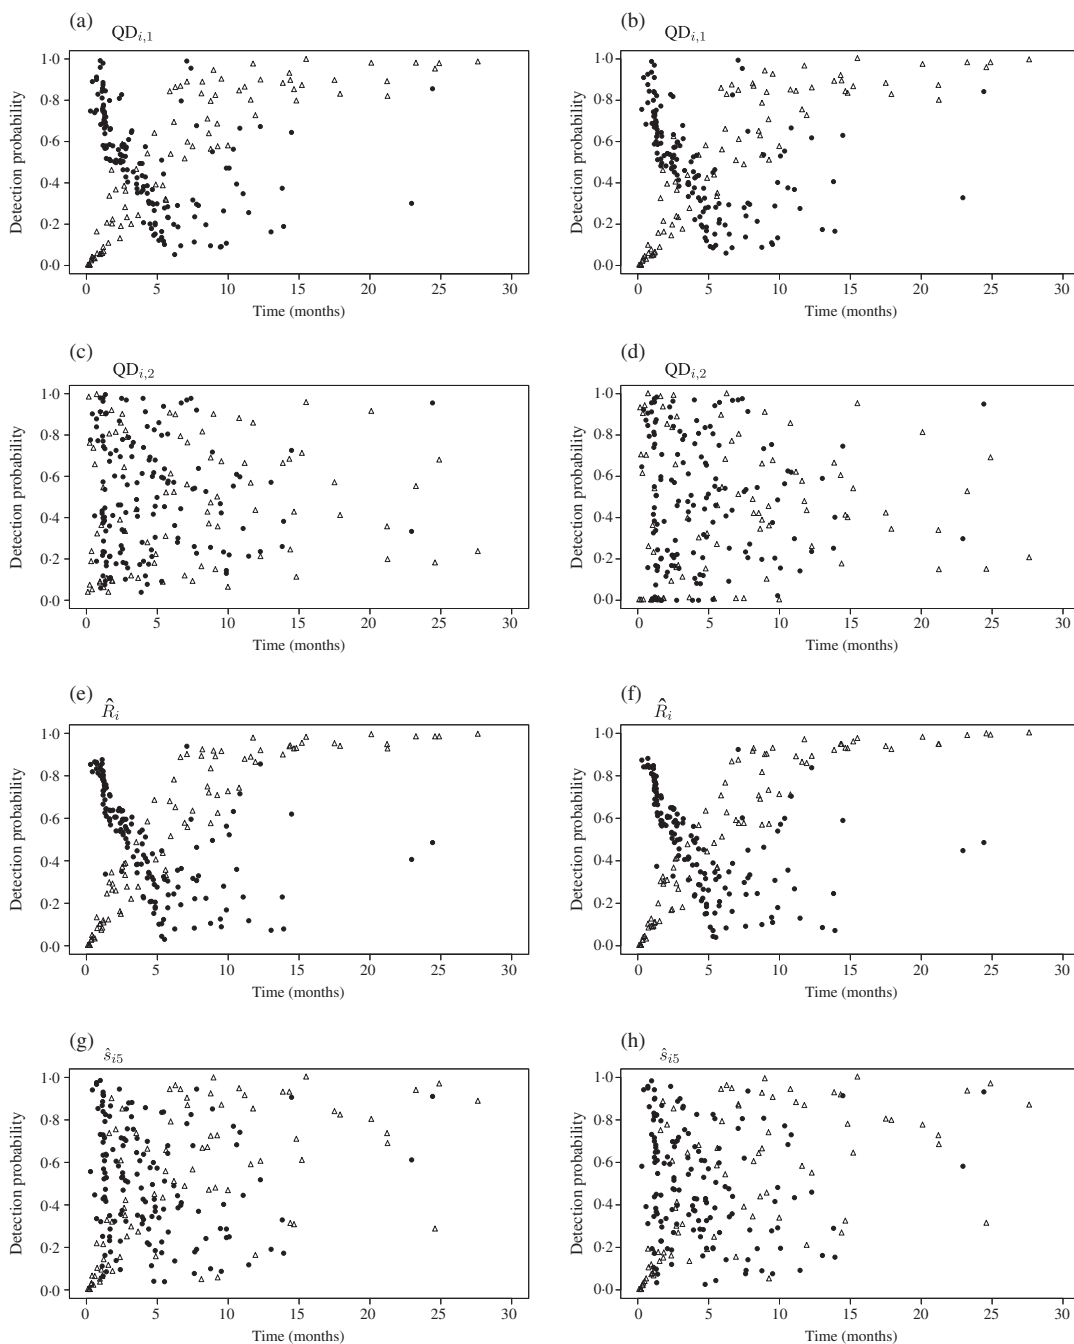 (a)
QD_{i,1}
Detection probability
1·0
0·8
0·6
0·4
0·2
0·0
0 5 10 15 20 25 30
Time (months)
(b)
QD_{i,1}
Detection probability
1·0
0·8
0·6
0·4
0·2
0·0
0 5 10 15 20 25 30
Time (months)
(c)
QD_{i,2}
Detection probability
1·0
0·8
0·6
0·4
0·2
0·0
0 5 10 15 20 25 30
Time (months)
(d)
QD_{i,2}
Detection probability
1·0
0·8
0·6
0·4
0·2
0·0
0 5 10 15 20 25 30
Time (months)
(e)
R̂_i
Detection probability
1·0
0·8
0·6
0·4
0·2
0·0
0 5 10 15 20 25 30
Time (months)
(f)
R̂_i
Detection probability
1·0
0·8
0·6
0·4
0·2
0·0
0 5 10 15 20 25 30
Time (months)
(g)
ŝ_{i5}
Detection probability
1·0
0·8
0·6
0·4
0·2
0·0
0 5 10 15 20 25 30
Time (months)
(h)
ŝ_{i5}
Detection probability
1·0
0·8
0·6
0·4
0·2
0·0
0 5 10 15 20 25 30
Time (months)